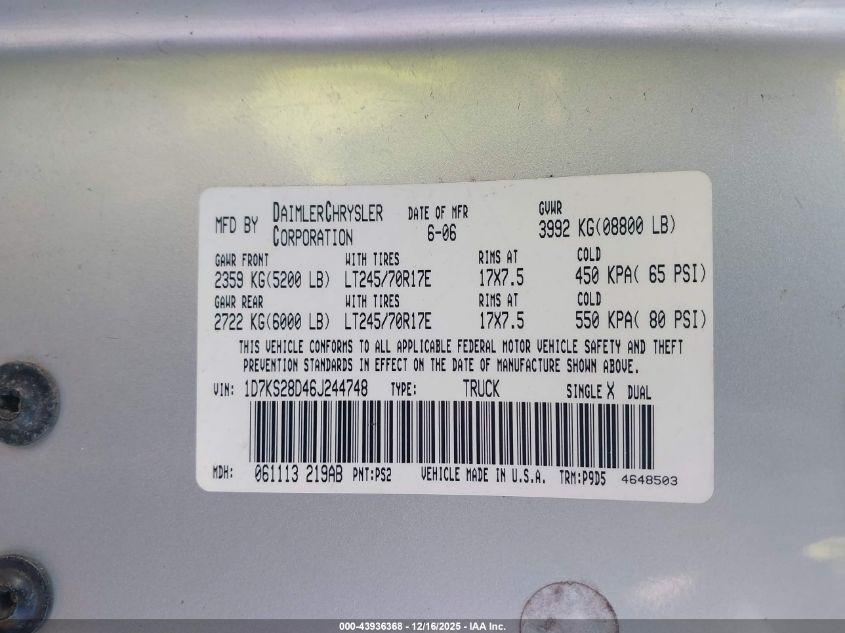 MFD BY DAIMLERCHRYSLER CORPORATION DATE OF MFR 6-06 GVWR 3992 KG(08800 LB)
GAWR FRONT WITH TIRES RIMS AT COLD
2359 KG(5200 LB) LT245/70R17E 17X7.5 450 KPA( 65 PSI)
GAWR REAR WITH TIRES RIMS AT COLD
2722 KG(6000 LB) LT245/70R17E 17X7.5 550 KPA( 80 PSI)
THIS VEHICLE CONFORMS TO ALL APPLICABLE FEDERAL MOTOR VEHICLE SAFETY AND THEFT
PREVENTION STANDARDS IN EFFECT ON THE DATE OF MANUFACTURE SHOWN ABOVE.
VIN: 1D7KS28D46J244748 TYPE: TRUCK SINGLE X DUAL
MDH: 061113 219AB PNT:PS2 VEHICLE MADE IN U.S.A. TRM:P9D5 4648503
000-43936368 - 12/16/2025 - IAA Inc.